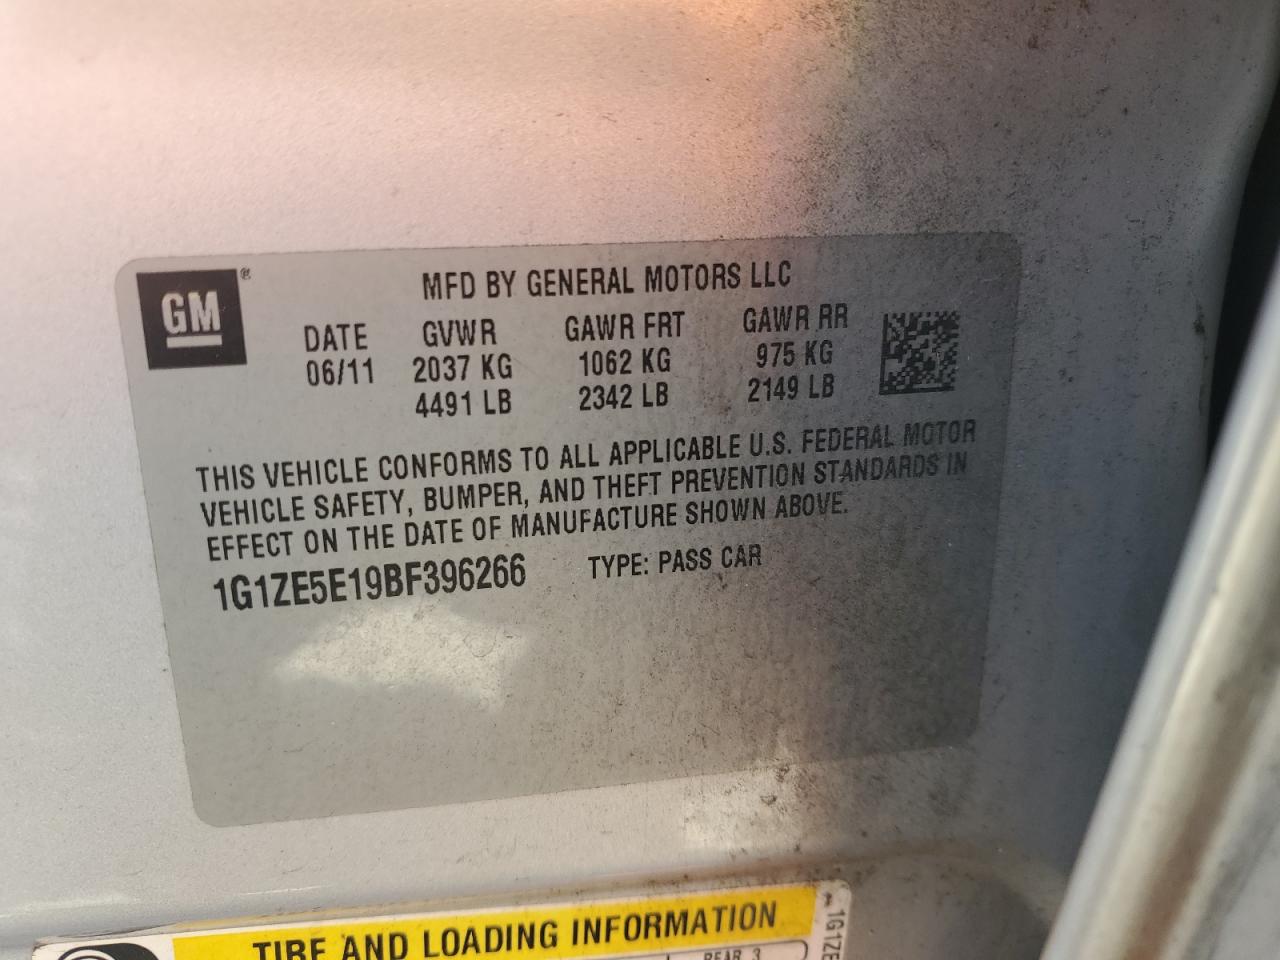 GM®
MFD BY GENERAL MOTORS LLC
DATE GVWR GAWR FRT GAWR RR
06/11 2037 KG 1062 KG 975 KG
4491 LB 2342 LB 2149 LB
THIS VEHICLE CONFORMS TO ALL APPLICABLE U.S. FEDERAL MOTOR
VEHICLE SAFETY, BUMPER, AND THEFT PREVENTION STANDARDS IN
EFFECT ON THE DATE OF MANUFACTURE SHOWN ABOVE.
1G1ZE5E19BF396266 TYPE: PASS CAR
TIRE AND LOADING INFORMATION
REAR 3
1G1ZE